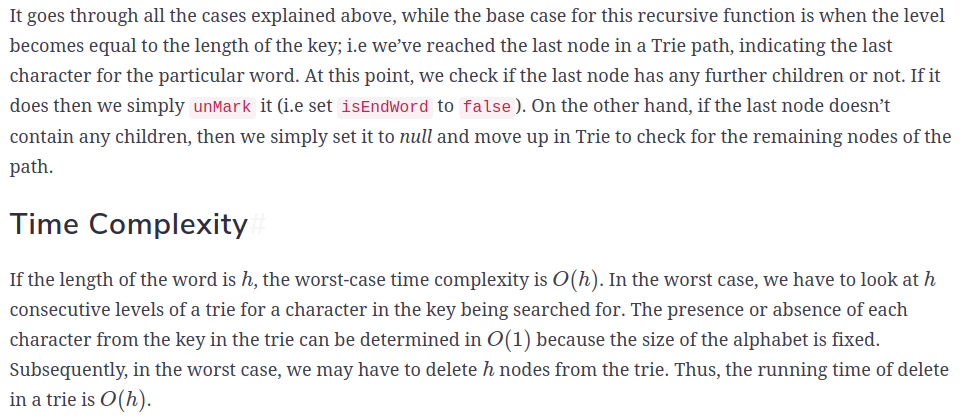 It goes through all the cases explained above, while the base case for this recursive function is when the level
becomes equal to the length of the key; i.e we’ve reached the last node in a Trie path, indicating the last
character for the particular word. At this point, we check if the last node has any further children or not. If it
does then we simply unMark it (i.e set isEndWord to false). On the other hand, if the last node doesn’t
contain any children, then we simply set it to null and move up in Trie to check for the remaining nodes of the
path.
Time Complexity#
If the length of the word is h, the worst-case time complexity is O(h). In the worst case, we have to look at h
consecutive levels of a trie for a character in the key being searched for. The presence or absence of each
character from the key in the trie can be determined in O(1) because the size of the alphabet is fixed.
Subsequently, in the worst case, we may have to delete h nodes from the trie. Thus, the running time of delete
in a trie is O(h).